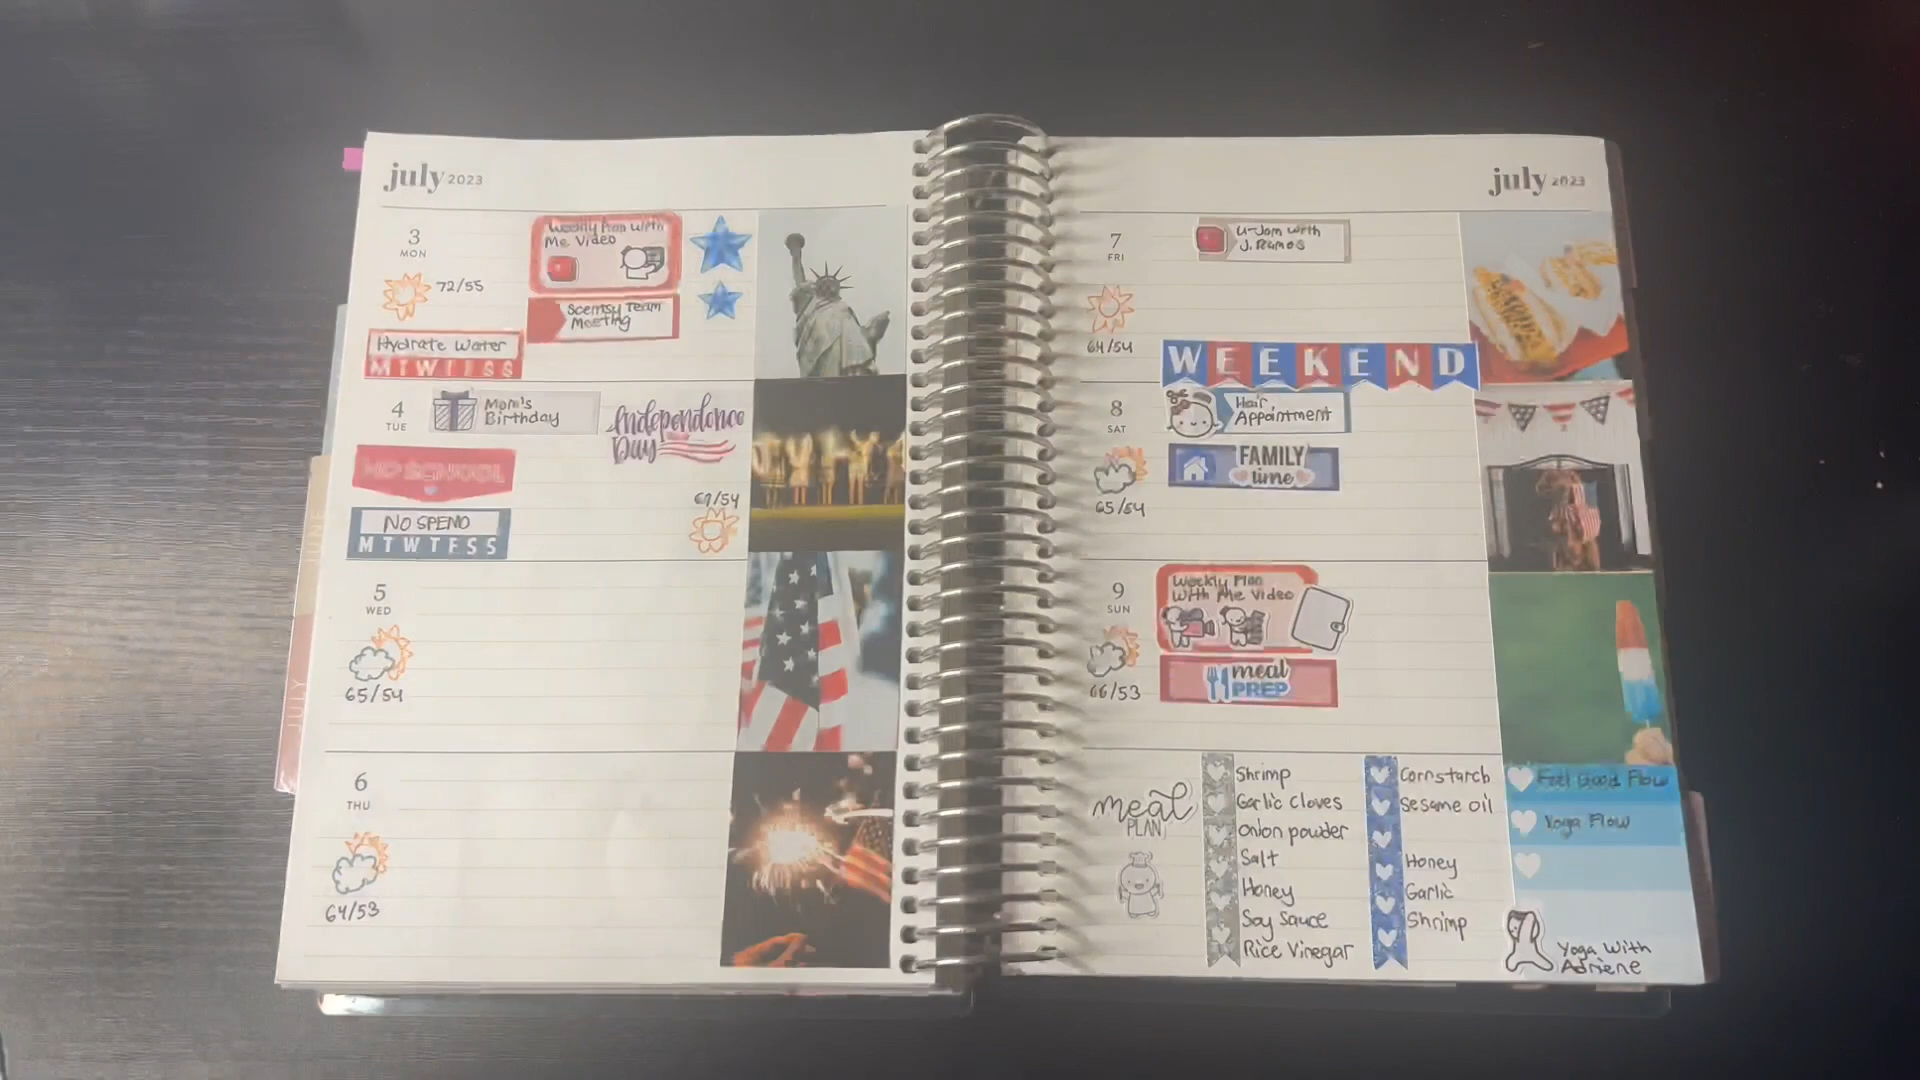 july 2023
3
MON
72/55
Weekly Plan With
Me Video
Scentsy Team
Meeting
Hydrate Water
MTWTFSS
4
TUE
Mom's
Birthday
Independence
Day
NO SCHOOL
NO SPEND
MTWTFSS
67/54
5
WED
65/54
6
THU
64/53
JUNE
JULY
july 2023
7
FRI
U-Jam with
J. Ramos
64/54
WEEKEND
8
SAT
Hair
Appointment
FAMILY
time
65/54
9
SUN
Weekly Plan
With Me Video
66/53
meal
PREP
meal
PLAN
Shrimp
Garlic Cloves
onion powder
Salt
Honey
Soy Sauce
Rice Vinegar
Cornstarch
Sesame oil
Honey
Garlic
Shrimp
Feel Good Flow
Yoga Flow
Yoga With
Adriene